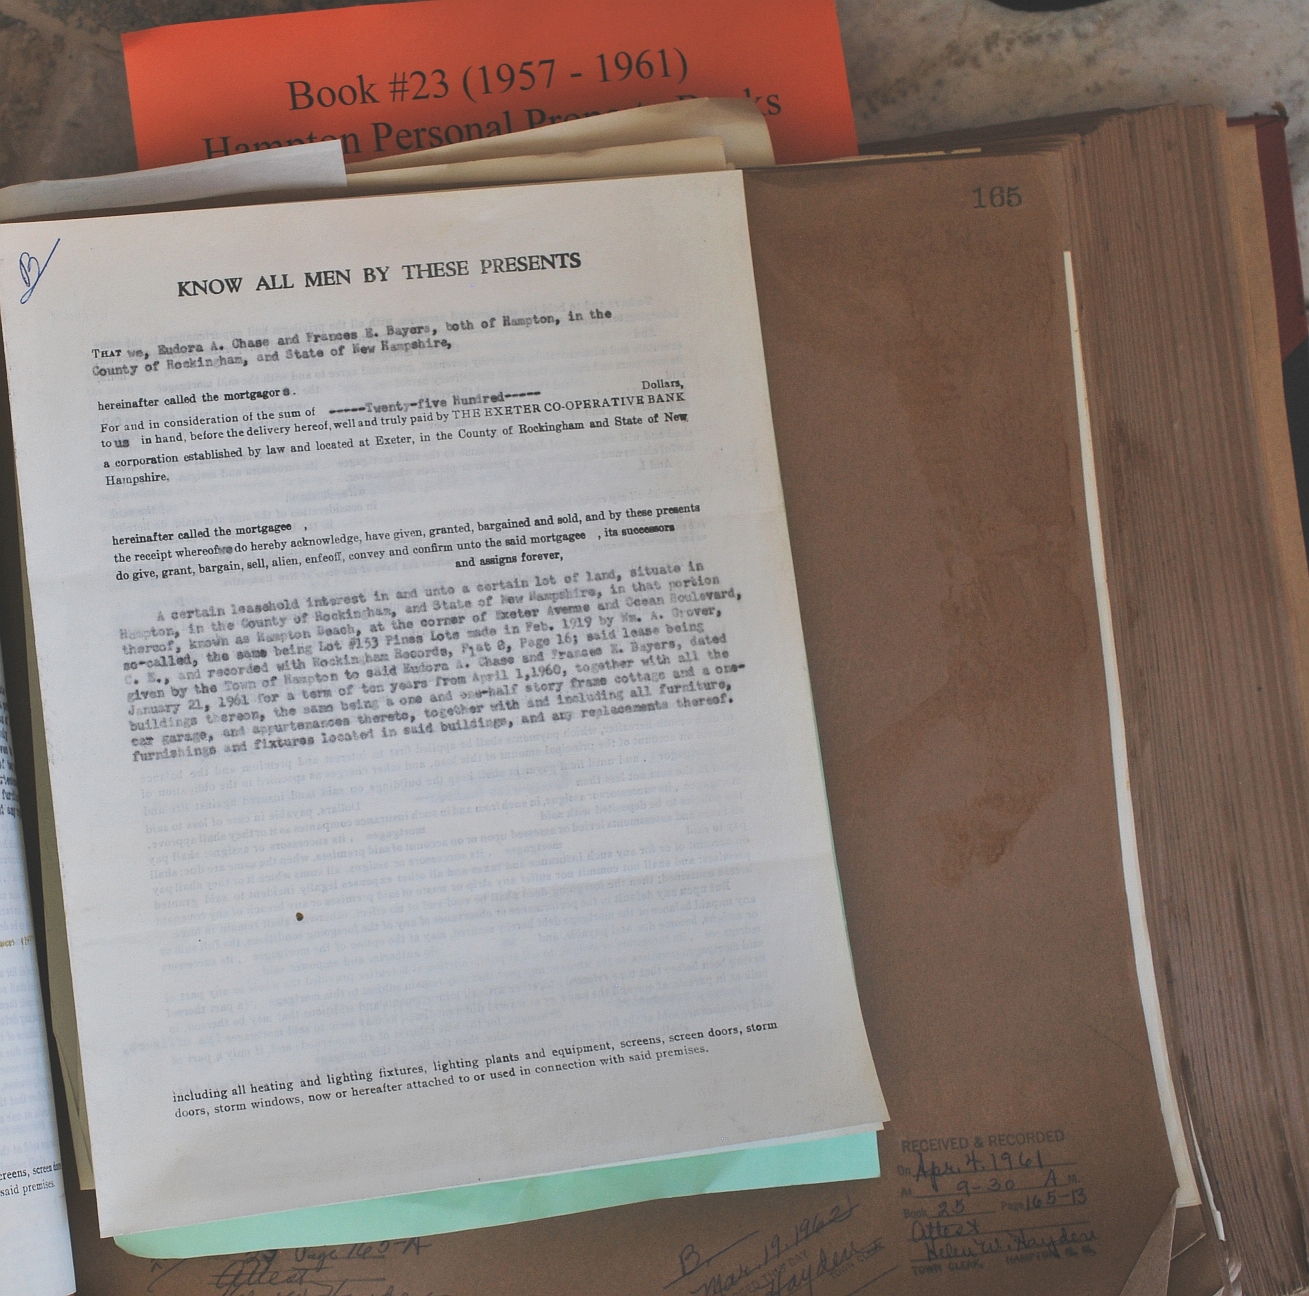 Book #23 (1957 - 1961)
Hampton Personal Property Books
165
B
KNOW ALL MEN BY THESE PRESENTS
THAT we, Eudora A. Chase and Frances E. Bayers, both of Hampton, in the
County of Rockingham, and State of New Hampshire,
hereinafter called the mortgagor s.
For and in consideration of the sum of -----Twenty-five Hundred----- Dollars,
to us in hand, before the delivery hereof, well and truly paid by THE EXETER CO-OPERATIVE BANK
a corporation established by law and located at Exeter, in the County of Rockingham and State of New
Hampshire,
hereinafter called the mortgagee ,
the receipt whereof we do hereby acknowledge, have given, granted, bargained and sold, and by these presents
do give, grant, bargain, sell, alien, enfeoff, convey and confirm unto the said mortgagee , its successors
and assigns forever,
A certain leasehold interest in and unto a certain lot of land, situate in
Hampton, in the County of Rockingham, and State of New Hampshire, in that portion
thereof, known as Hampton Beach, at the corner of Exeter Avenue and Ocean Boulevard,
so-called, the same being Lot #153 Pines Lots made in Feb. 1919 by Wm. A. Grover,
C. E., and recorded with Rockingham Records, Flat 8, Page 16; said lease being
given by the Town of Hampton to said Eudora A. Chase and Frances E. Bayers, dated
January 21, 1961 for a term of ten years from April 1,1960, together with all the
buildings thereon, the same being a one and one-half story frame cottage and a one-
car garage, and appurtenances thereto, together with and including all furniture,
furnishings and fixtures located in said buildings, and any replacements thereof.
including all heating and lighting fixtures, lighting plants and equipment, screens, screen doors, storm
doors, storm windows, now or hereafter attached to or used in connection with said premises.
screens, screen
said premises.
RECEIVED & RECORDED
On Apr. 4, 1961
At 9-30 A M.
Book 23 Page 165-13
Attest
Helen W. Hayden
TOWN CLERK HAMPTON N. H.
23 Page 165-A
Attest
B.
Mar. 19, 1962
Hayden